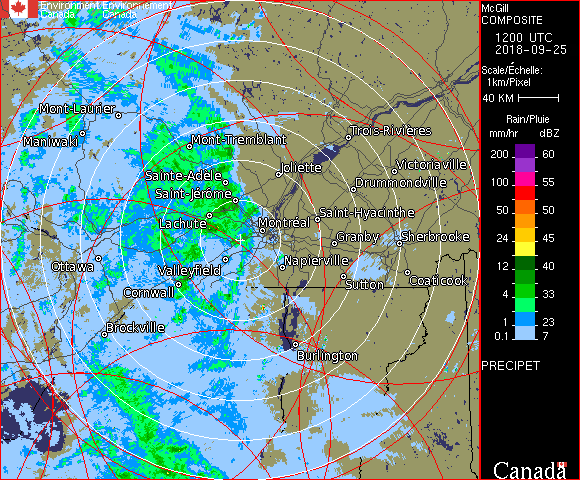 Environment Environnement
Canada Canada
Mont-Laurier
Maniwaki
Mont-Tremblant
Trois-Rivières
Joliette
Victoriaville
Sainte-Adèle
Drummondville
Saint-Jérôme
Saint-Hyacinthe
Lachute
Montréal
Granby
Sherbrooke
Ottawa
Valleyfield
Napierville
Sutton
Coaticook
Cornwall
Brockville
Burlington
McGill
COMPOSITE
1200 UTC
2018-09-25
Scale/Échelle:
1km/Pixel
40 KM
Rain/Pluie
mm/hr dBZ
200 60
100 55
50 50
24 45
12 40
4 33
1 23
0.1 7
PRECIPET
Canada